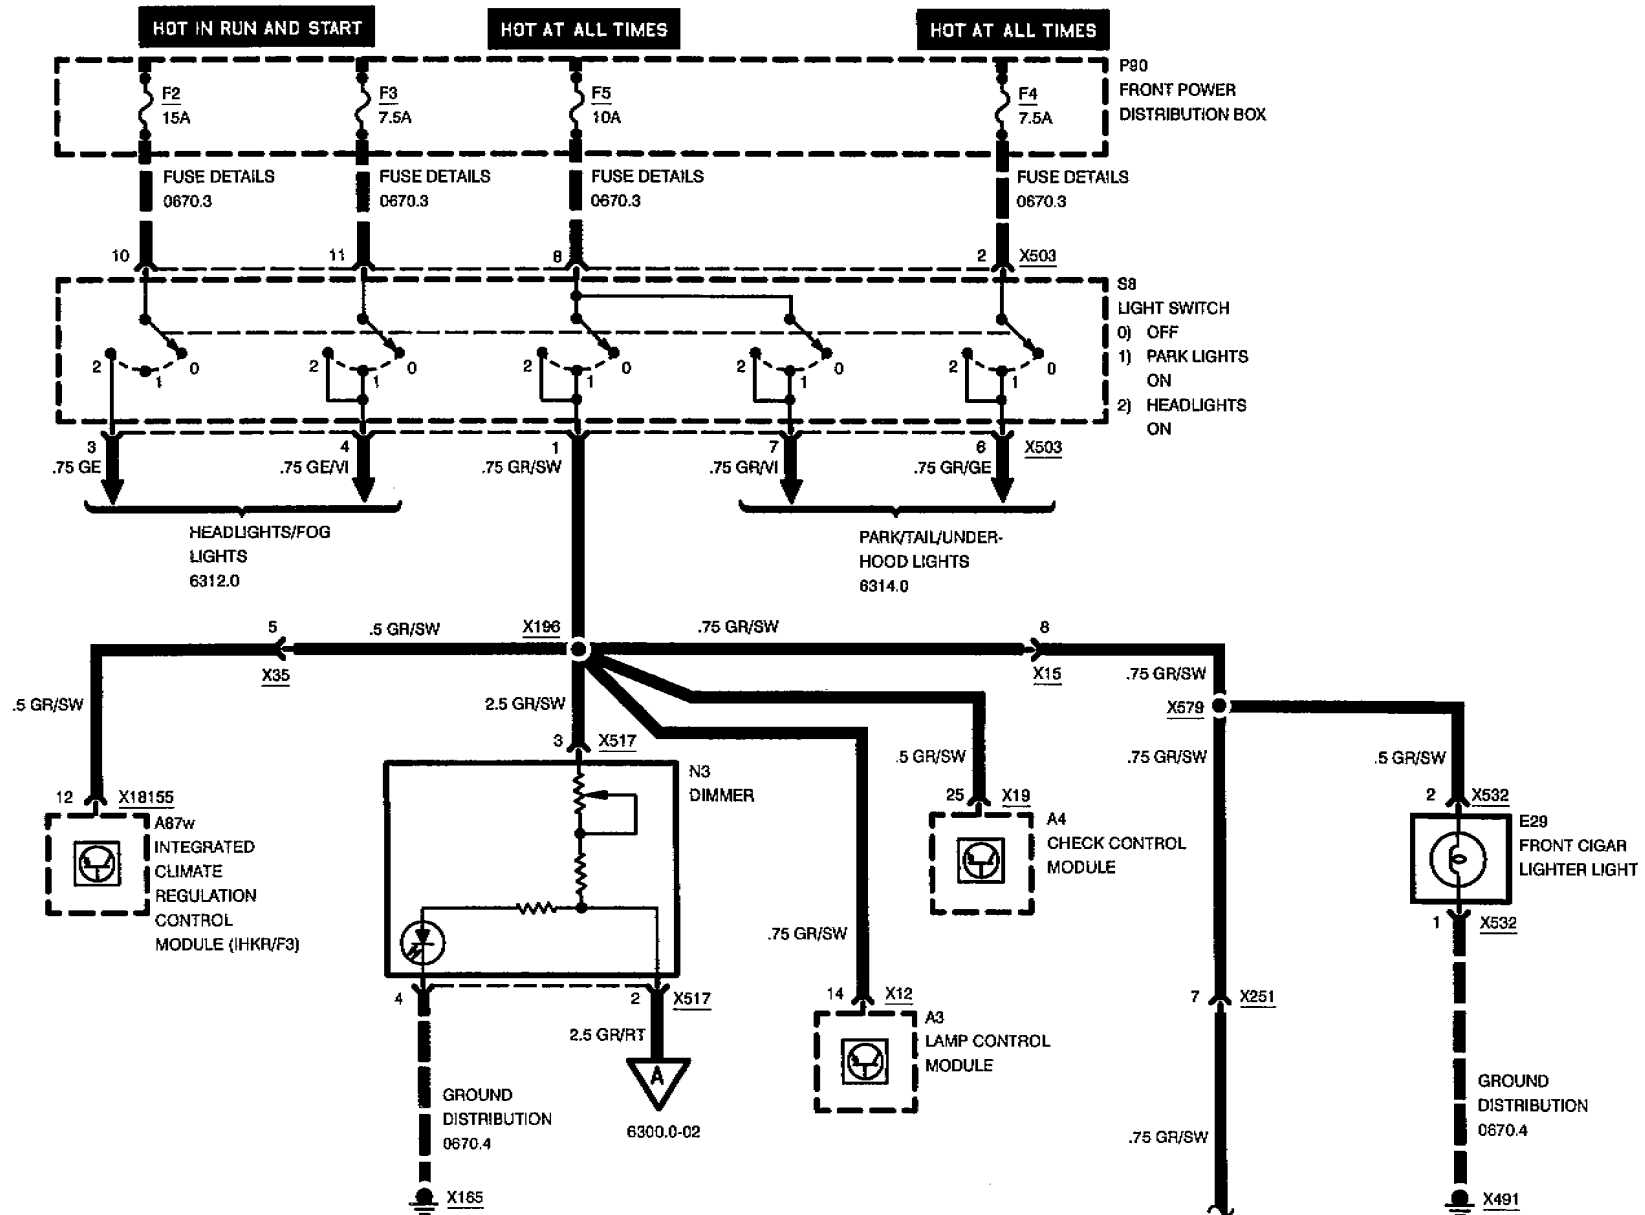 HOT IN RUN AND START
HOT AT ALL TIMES
HOT AT ALL TIMES
F2
15A
F3
7.5A
F5
10A
F4
7.5A
P90
FRONT POWER
DISTRIBUTION BOX
FUSE DETAILS
0670.3
FUSE DETAILS
0670.3
FUSE DETAILS
0670.3
FUSE DETAILS
0670.3
10
11
8
2
X503
S8
LIGHT SWITCH
0) OFF
1) PARK LIGHTS
ON
2) HEADLIGHTS
ON
2
1
0
2
1
0
2
1
0
2
1
0
2
1
0
3
4
1
7
6
X503
.75 GE
.75 GE/VI
.75 GR/SW
.75 GR/VI
.75 GR/GE
HEADLIGHTS/FOG
LIGHTS
6312.0
PARK/TAIL/UNDER-
HOOD LIGHTS
6314.0
5
.5 GR/SW
X196
.75 GR/SW
8
X35
X15
.5 GR/SW
2.5 GR/SW
.75 GR/SW
X579
3
X517
.5 GR/SW
.75 GR/SW
.5 GR/SW
12
X18155
N3
DIMMER
25
X19
2
X532
A87w
INTEGRATED
CLIMATE
REGULATION
CONTROL
MODULE (IHKR/F3)
A4
CHECK CONTROL
MODULE
E29
FRONT CIGAR
LIGHTER LIGHT
.75 GR/SW
1
X532
4
2
X517
14
X12
7
X251
2.5 GR/RT
A
6300.0-02
A3
LAMP CONTROL
MODULE
GROUND
DISTRIBUTION
0670.4
GROUND
DISTRIBUTION
0670.4
.75 GR/SW
X165
X491